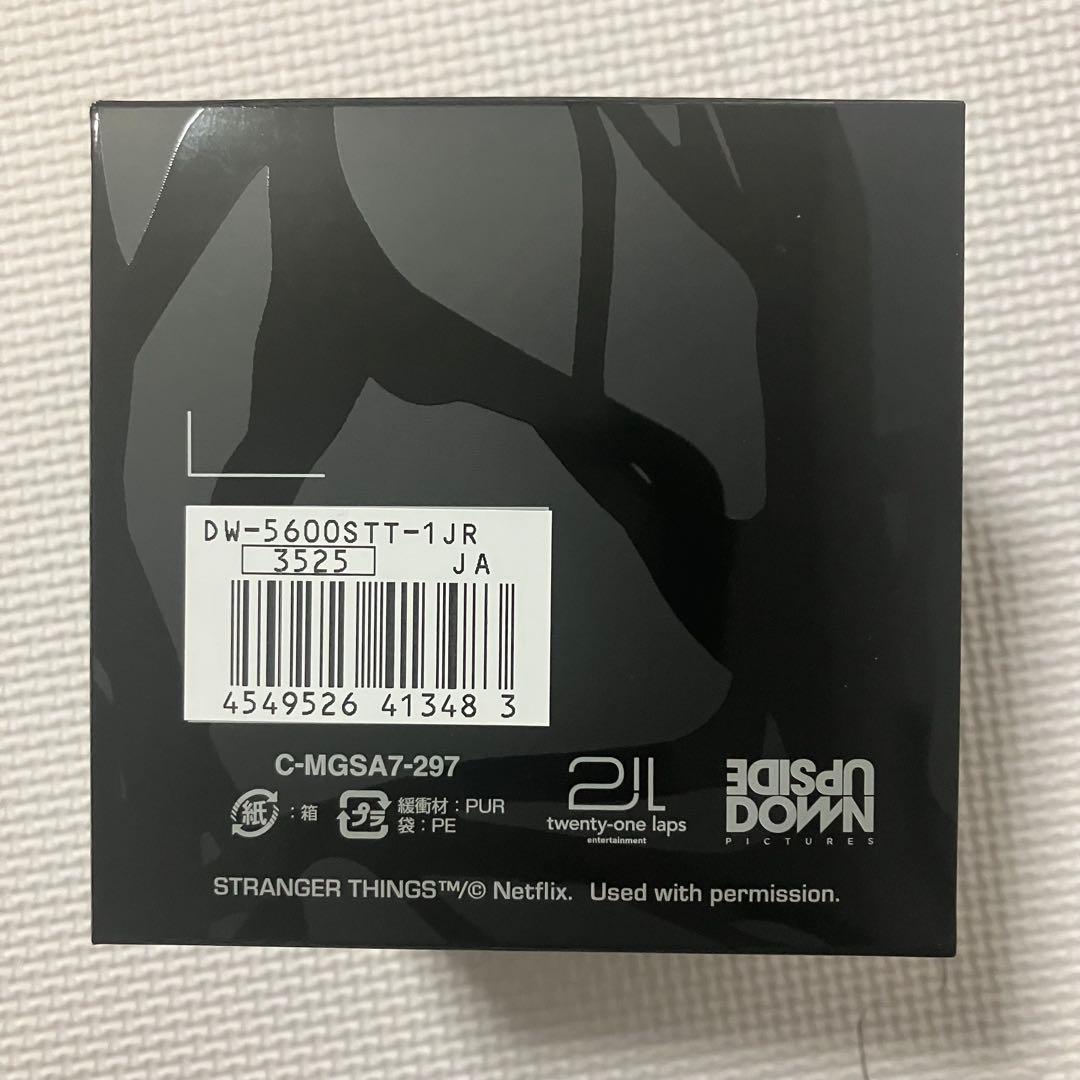 DW-5600STT-1JR
3525 JA
4549526 41348 3
C-MGSA7-297
紙 : 箱
プラ 緩衝材 : PUR
袋 : PE
21L
twenty-one laps
entertainment
UPSIDE
DOWN
PICTURES
STRANGER THINGS™/© Netflix. Used with permission.